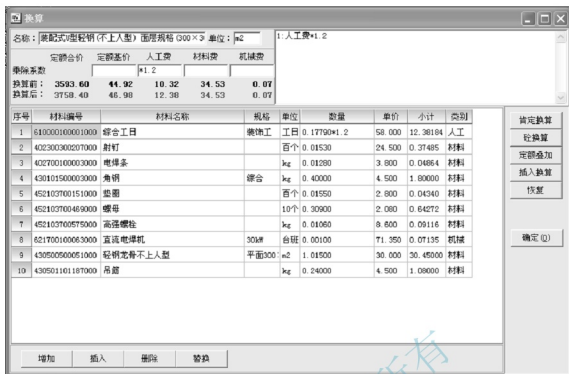 换算
名称： 装配式U型轻钢(不上人型) 面层规格(300×3 单位： m2
1:人工费*1.2
定额合价 定额基价 人工费 材料费 机械费
乘除系数 *1.2
换算前： 3593.60 44.92 10.32 34.53 0.07
换算后： 3758.40 46.98 12.38 34.53 0.07
序号 材料编号 材料名称 规格 单位 数量 单价 小计 类别
1 610000100001000 综合工日 装饰工 工日 0.17790*1.2 58.000 12.38184 人工
2 402300300207000 射钉 百个 0.01530 24.500 0.37485 材料
3 402700100003000 电焊条 kg 0.01280 3.800 0.04864 材料
4 430101500003000 角钢 综合 kg 0.40000 4.500 1.80000 材料
5 452103700151000 垫圈 百个 0.01550 2.800 0.04340 材料
6 452103700469000 螺母 10个 0.30900 2.080 0.64272 材料
7 452103700575000 高强螺栓 kg 0.01060 8.600 0.09116 材料
8 621700100063000 直流电焊机 30kW 台班 0.00100 71.350 0.07135 机械
9 430500500051000 轻钢龙骨不上人型 平面300 m2 1.01500 30.000 30.45000 材料
10 430501101187000 吊筋 kg 0.24000 4.500 1.08000 材料
肯定换算
砼换算
定额叠加
插入换算
恢复
确定(O)
增加 插入 删除 替换
所有